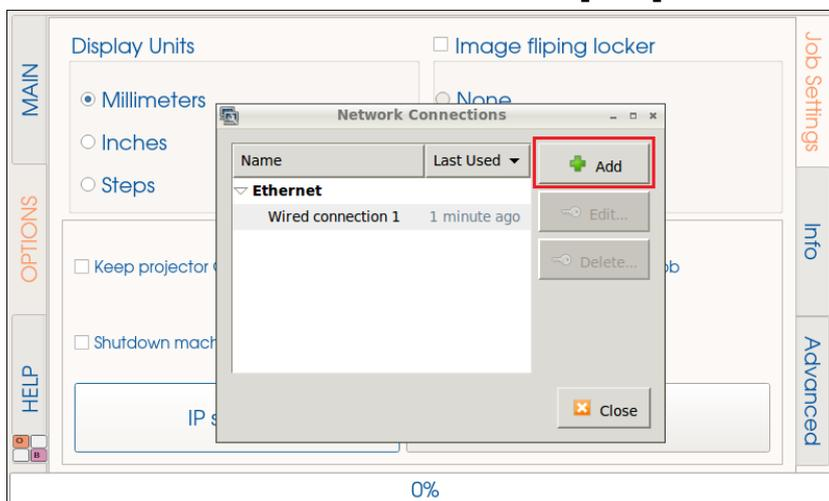 Display Units
Image fliping locker
MAIN
OPTIONS
HELP
Millimeters
Inches
Steps
None
Network Connections
Name
Last Used
Add
Ethernet
Wired connection 1
1 minute ago
Edit...
Delete...
Close
Keep projector
Shutdown mach
IP s
ob
O
B
Job Settings
Info
Advanced
0%